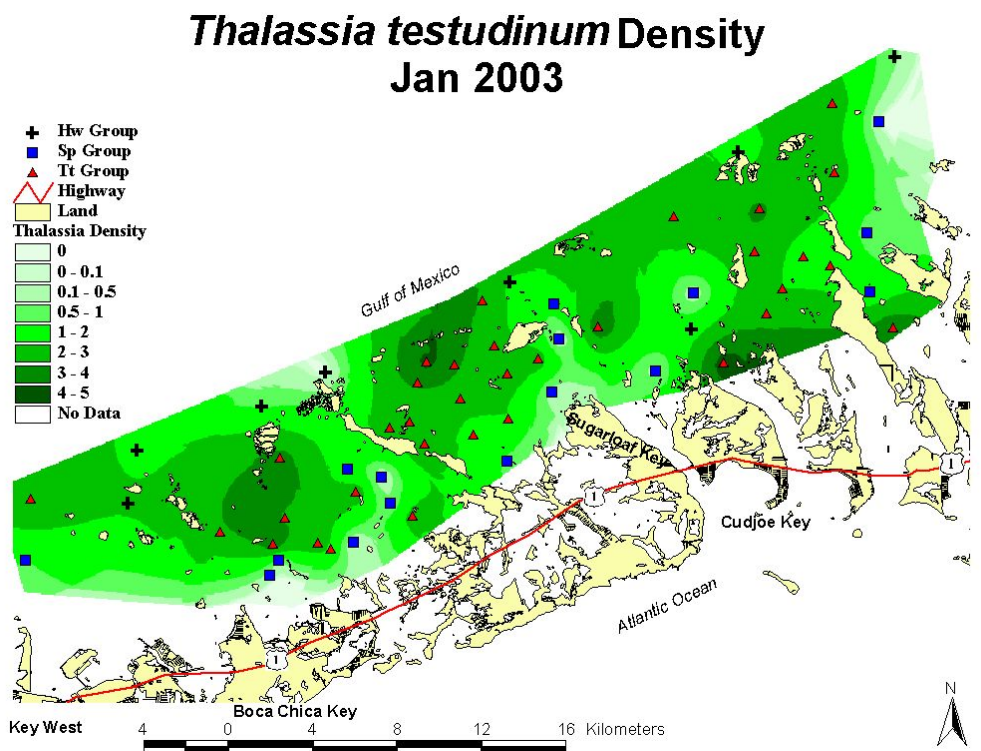 Thalassia testudinum Density
Jan 2003
Hw Group
Sp Group
Tt Group
Highway
Land
Thalassia Density
0
0 - 0.1
0.1 - 0.5
0.5 - 1
1 - 2
2 - 3
3 - 4
4 - 5
No Data
Gulf of Mexico
Sugarloaf Key
1
1
Cudjoe Key
Atlantic Ocean
1
Boca Chica Key
Key West
4 0 4 8 12 16 Kilometers
N